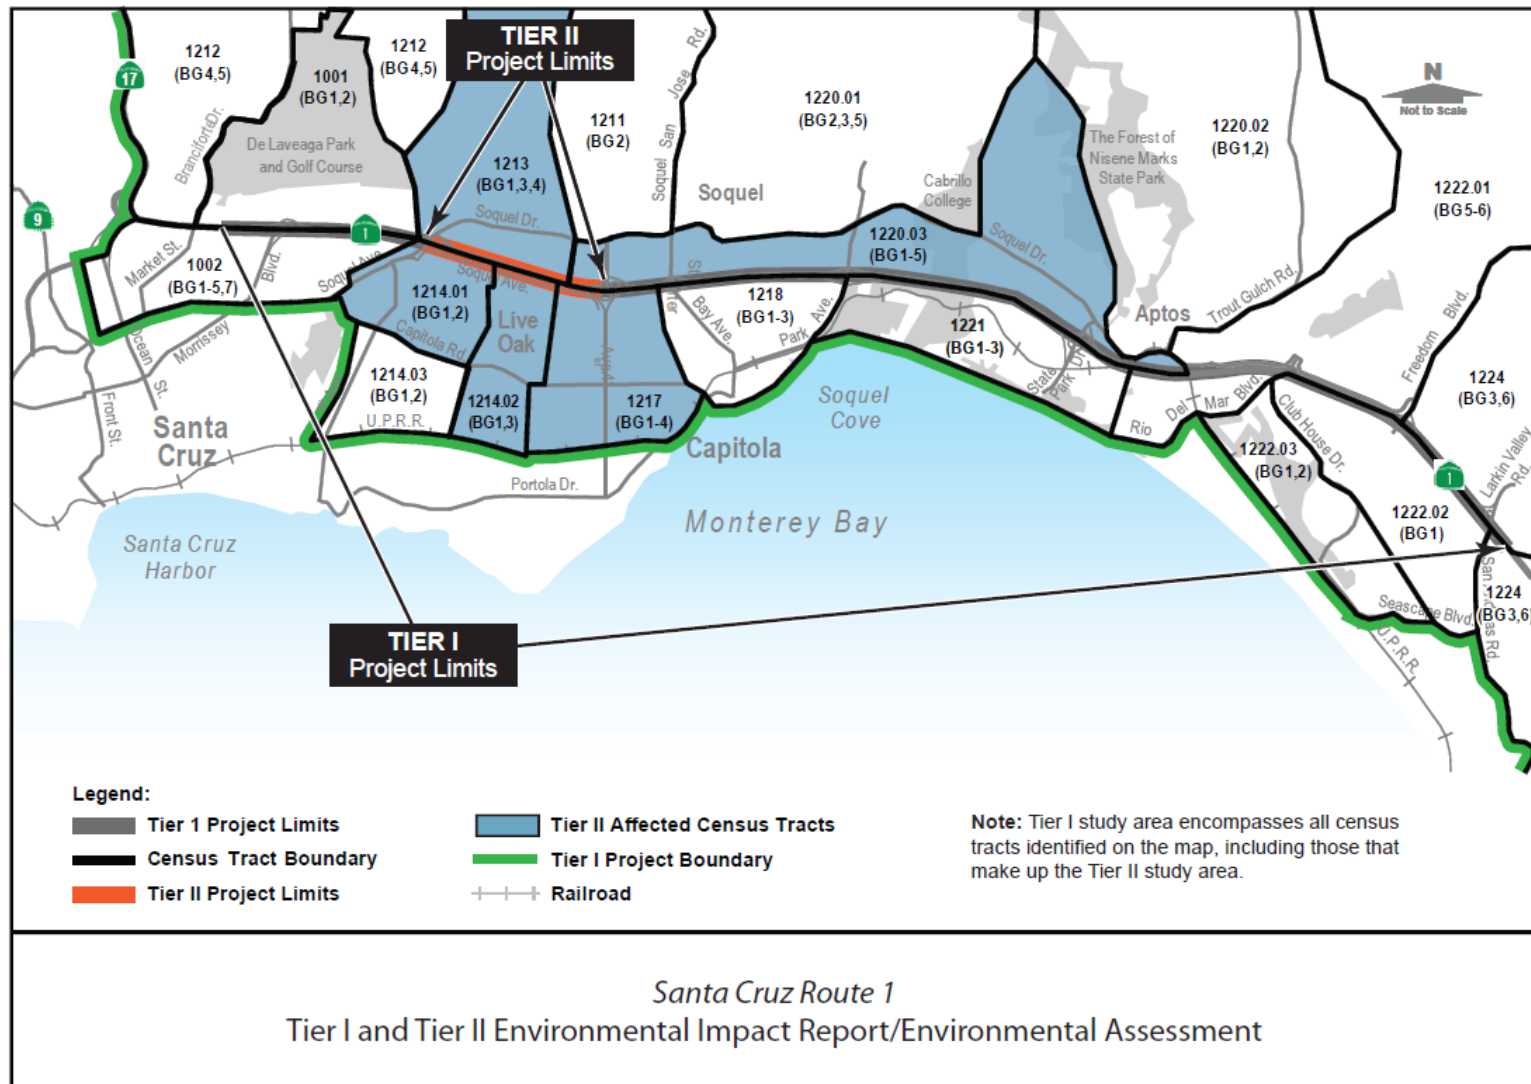 TIER II
Project Limits
1212
(BG4,5)
1212
(BG4,5)
1001
(BG1,2)
17
Branciforte Dr.
De Laveaga Park
and Golf Course
1213
(BG1,3,4)
1211
(BG2)
Soquel San Jose Rd.
1220.01
(BG2,3,5)
Soquel
Cabrillo
College
The Forest of
Nisene Marks
State Park
1220.02
(BG1,2)
N
Not to Scale
1222.01
(BG5-6)
9
1
Soquel Dr.
1220.03
(BG1-5)
Soquel Dr.
Market St.
1002
(BG1-5,7)
Blvd.
Morrissey
Soquel Ave.
Soquel Ave.
1214.01
(BG1,2)
Capitola Rd
Live
Oak
Bay Ave.
1218
(BG1-3)
Park Ave.
1221
(BG1-3)
State
Park Dr.
Aptos
Trout Gulch Rd.
Freedom Blvd.
Ocean St.
Front St.
Santa
Cruz
1214.03
(BG1,2)
U.P.R.R.
1214.02
(BG1,3)
1217
(BG1-4)
Capitola
Portola Dr.
Soquel
Cove
Rio Del Mar Blvd.
Club House Dr.
1224
(BG3,6)
1222.03
(BG1,2)
1
Larkin Valley
Rd.
1222.02
(BG1)
Monterey Bay
Santa Cruz
Harbor
Seascape Blvd.
1224
(BG3,6)
U.P.R.R.
TIER I
Project Limits
Legend:
Tier 1 Project Limits
Census Tract Boundary
Tier II Project Limits
Tier II Affected Census Tracts
Tier I Project Boundary
Railroad
Note: Tier I study area encompasses all census
tracts identified on the map, including those that
make up the Tier II study area.
Santa Cruz Route 1
Tier I and Tier II Environmental Impact Report/Environmental Assessment